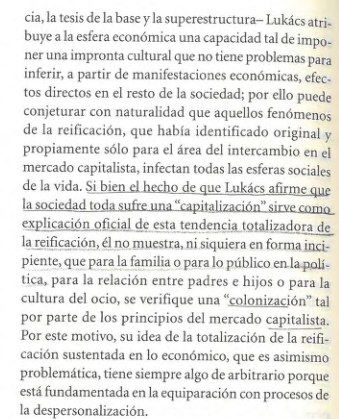 cia, la tesis de la base y la superestructura– Lukács atri-
buye a la esfera económica una capacidad tal de impo-
ner una impronta cultural que no tiene problemas para
inferir, a partir de manifestaciones económicas, efec-
tos directos en el resto de la sociedad; por ello puede
conjeturar con naturalidad que aquellos fenómenos
de la reificación, que había identificado original y
propiamente sólo para el área del intercambio en el
mercado capitalista, infectan todas las esferas sociales
de la vida. Si bien el hecho de que Lukács afirme que
la sociedad toda sufre una “capitalización” sirve como
explicación oficial de esta tendencia totalizadora de
la reificación, él no muestra, ni siquiera en forma inci-
piente, que para la familia o para lo público en la polí-
tica, para la relación entre padres e hijos o para la
cultura del ocio, se verifique una “colonización” tal
por parte de los principios del mercado capitalista.
Por este motivo, su idea de la totalización de la reifi-
cación sustentada en lo económico, que es asimismo
problemática, tiene siempre algo de arbitrario porque
está fundamentada en la equiparación con procesos de
la despersonalización.